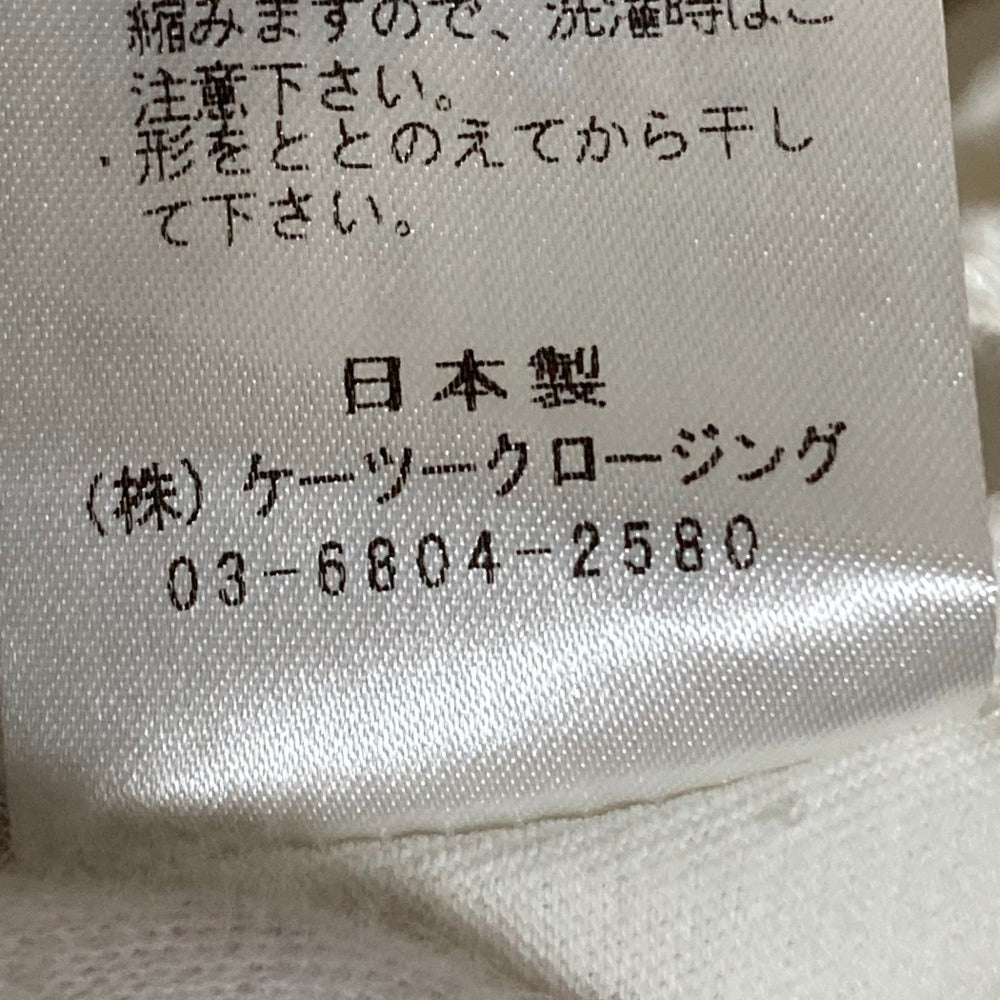 縮みますので、洗濯時はご
注意下さい。
・形をととのえてから干し
て下さい。
日本製
(株)ケーツークロージング
03-6804-2580